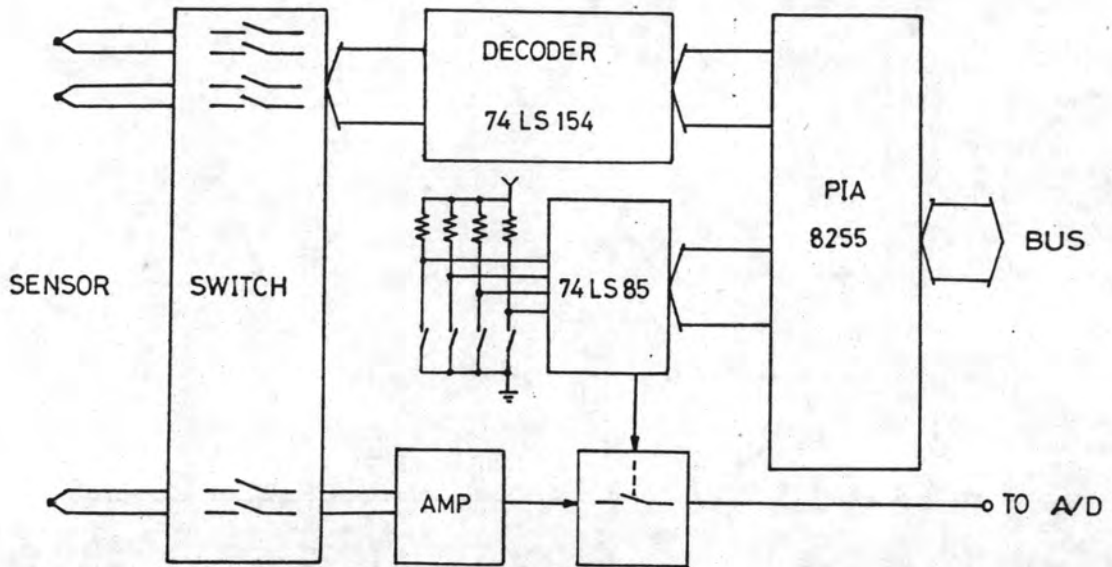 DECODER
74 LS 154
PIA
8255
BUS
SENSOR
SWITCH
74 LS 85
AMP
TO A/D